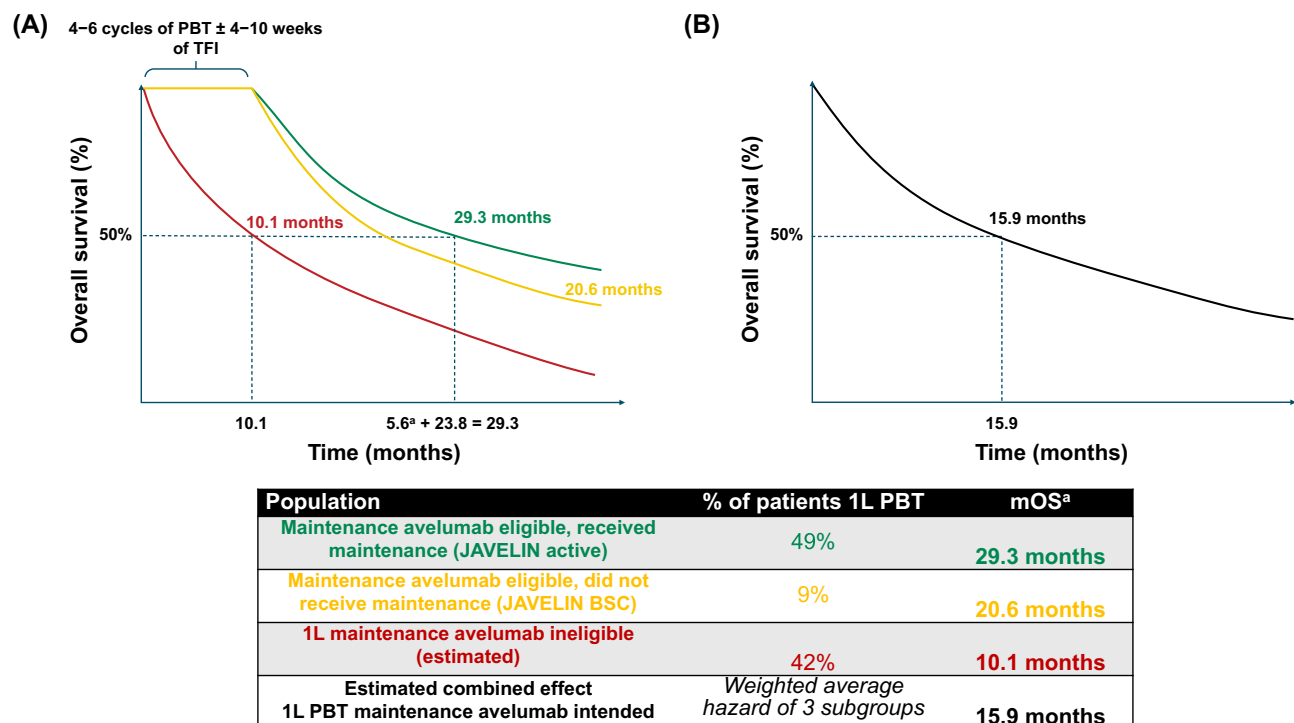 (A)
4–6 cycles of PBT ± 4–10 weeks
of TFI
Overall survival (%)
50%
10.1 months
29.3 months
20.6 months
10.1
5.6ᵃ + 23.8 = 29.3
Time (months)
(B)
Overall survival (%)
50%
15.9 months
15.9
Time (months)
Population % of patients 1L PBT mOSᵃ
Maintenance avelumab eligible, received
maintenance (JAVELIN active)
49%
29.3 months
Maintenance avelumab eligible, did not
receive maintenance (JAVELIN BSC)
9%
20.6 months
1L maintenance avelumab ineligible
(estimated)
42%
10.1 months
Estimated combined effect
1L PBT maintenance avelumab intended
Weighted average
hazard of 3 subgroups
15.9 months